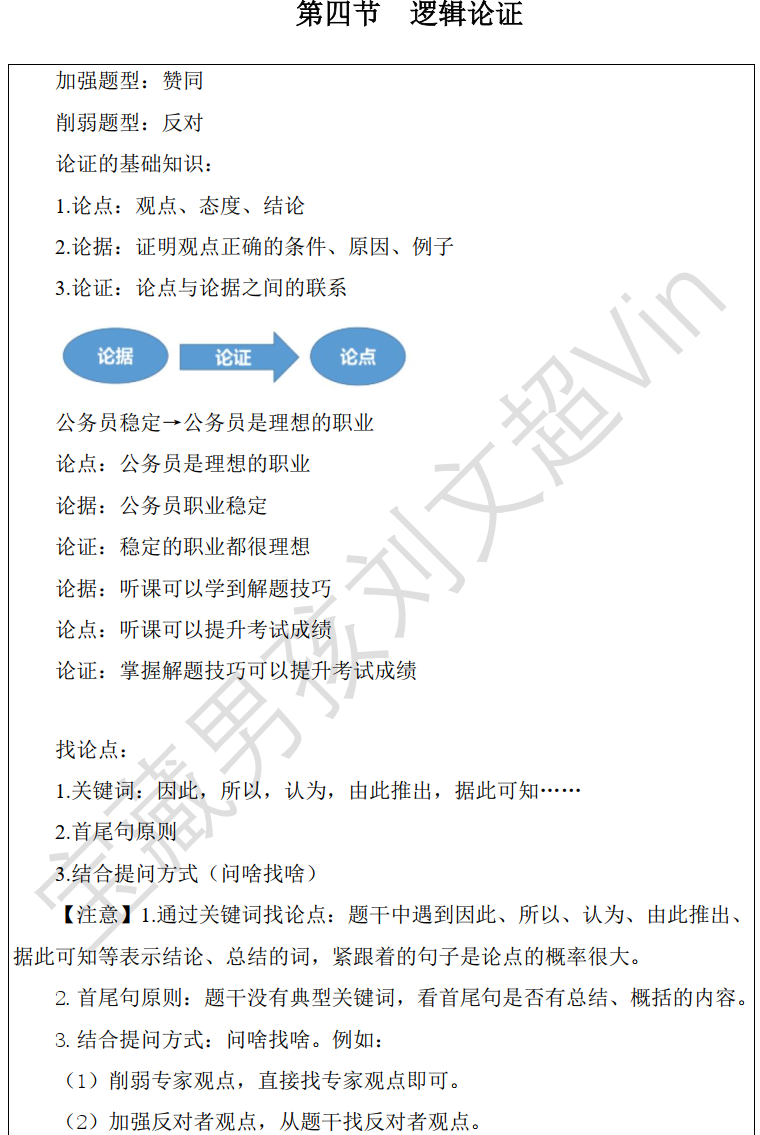 第四节 逻辑论证
加强题型：赞同
削弱题型：反对
论证的基础知识：
1.论点：观点、态度、结论
2.论据：证明观点正确的条件、原因、例子
3.论证：论点与论据之间的联系
论据 论证 论点
公务员稳定→公务员是理想的职业
论点：公务员是理想的职业
论据：公务员职业稳定
论证：稳定的职业都很理想
论据：听课可以学到解题技巧
论点：听课可以提升考试成绩
论证：掌握解题技巧可以提升考试成绩
找论点：
1.关键词：因此，所以，认为，由此推出，据此可知……
2.首尾句原则
3.结合提问方式（问啥找啥）
【注意】1.通过关键词找论点：题干中遇到因此、所以、认为、由此推出、
据此可知等表示结论、总结的词，紧跟着的句子是论点的概率很大。
2. 首尾句原则：题干没有典型关键词，看首尾句是否有总结、概括的内容。
3. 结合提问方式：问啥找啥。例如：
（1）削弱专家观点，直接找专家观点即可。
（2）加强反对者观点，从题干找反对者观点。
宝藏男孩刘文超Vin